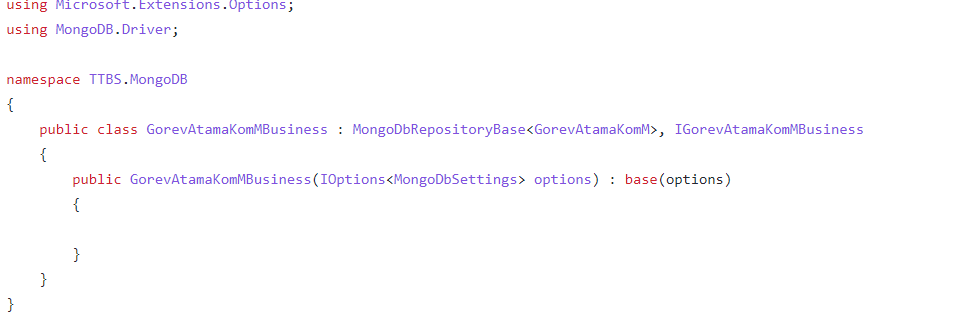 using Microsoft.Extensions.Options;
using MongoDB.Driver;
namespace TTBS.MongoDB
{
public class GorevAtamaKomMBusiness : MongoDbRepositoryBase<GorevAtamaKomM>, IGorevAtamaKomMBusiness
{
public GorevAtamaKomMBusiness(IOptions<MongoDbSettings> options) : base(options)
{
}
}
}